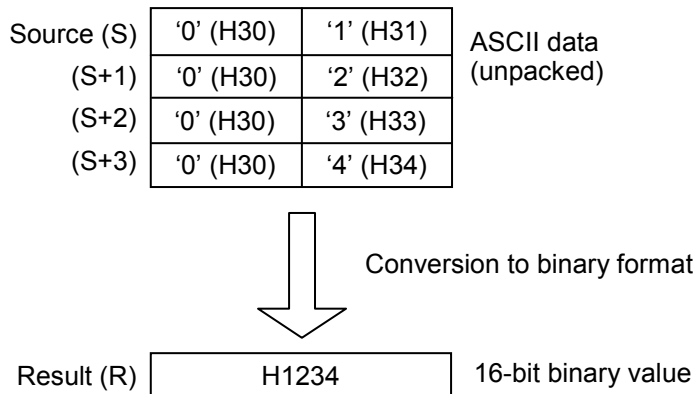 Source (S) ‘0’ (H30) ‘1’ (H31)
(S+1) ‘0’ (H30) ‘2’ (H32)
(S+2) ‘0’ (H30) ‘3’ (H33)
(S+3) ‘0’ (H30) ‘4’ (H34)
ASCII data
(unpacked)
Conversion to binary format
Result (R) H1234 16-bit binary value